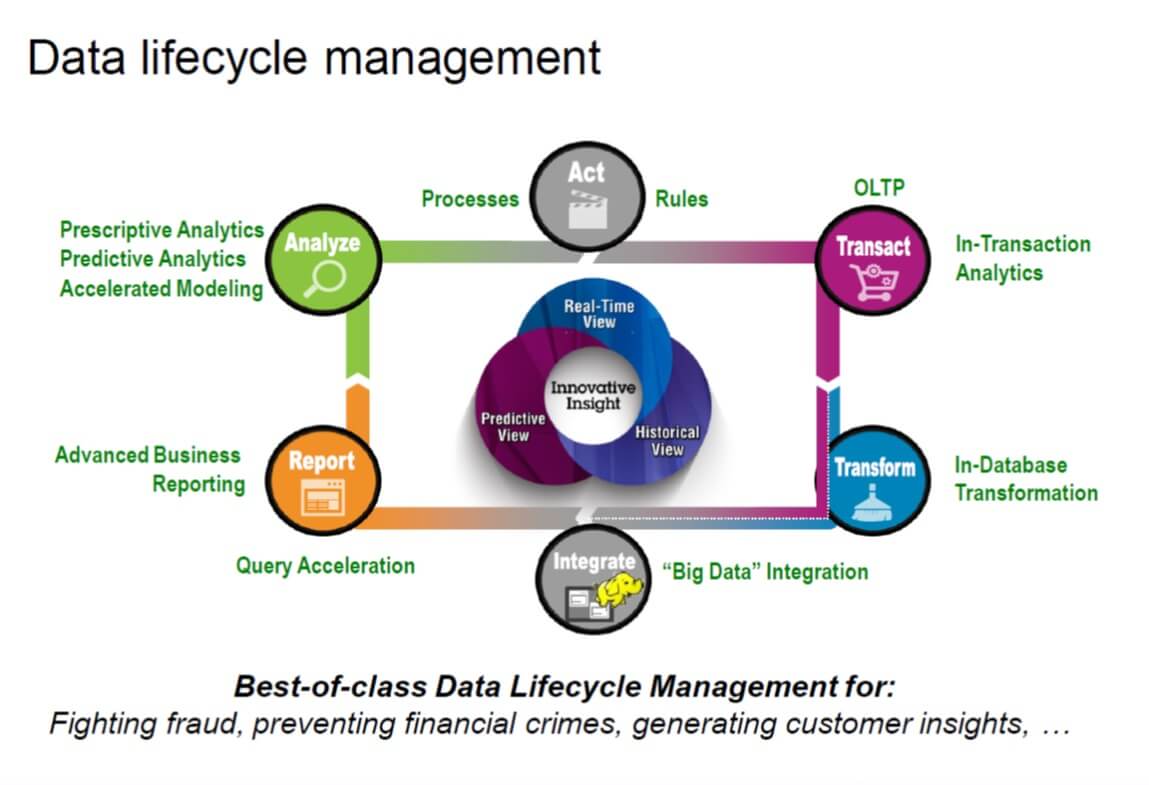 Data lifecycle management
Act
Processes
Rules
OLTP
Prescriptive Analytics
Predictive Analytics
Accelerated Modeling
Analyze
Transact
In-Transaction
Analytics
Real-Time
View
Innovative
Insight
Predictive
View
Historical
View
Advanced Business
Reporting
Report
Transform
In-Database
Transformation
Query Acceleration
Integrate
“Big Data” Integration
Best-of-class Data Lifecycle Management for:
Fighting fraud, preventing financial crimes, generating customer insights, …